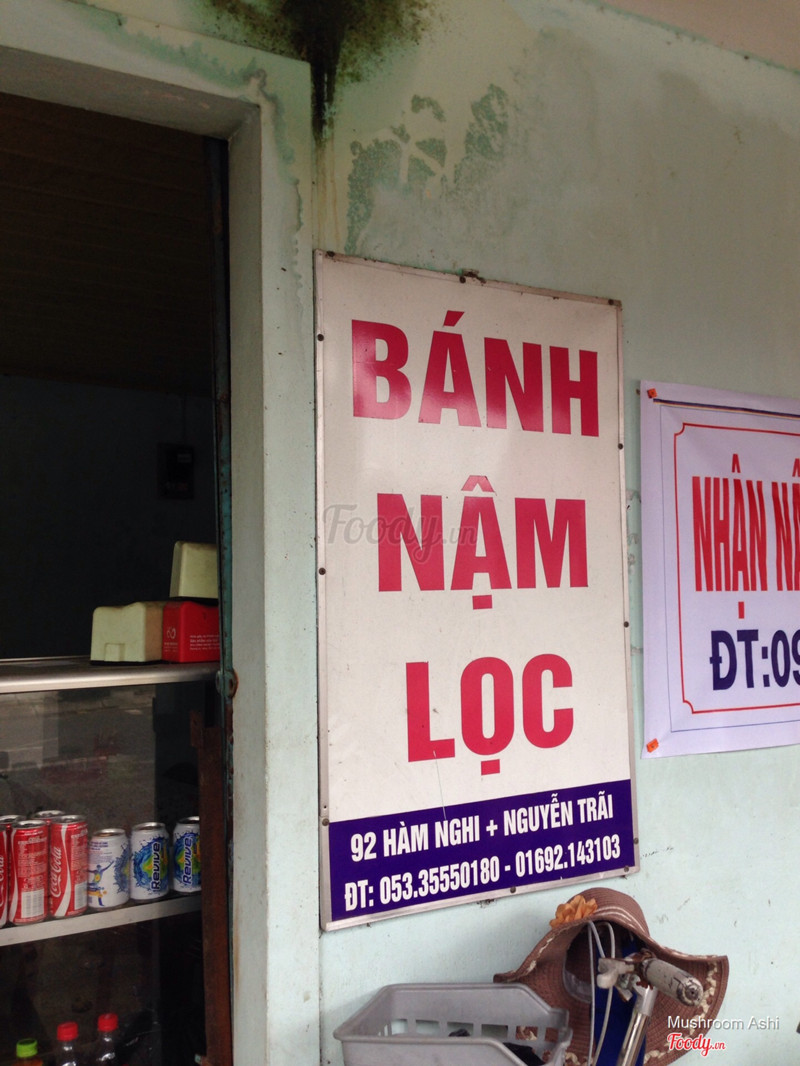 BÁNH
NẬM
LỌC
92 HÀM NGHI + NGUYỄN TRÃI
ĐT: 053.35550180 - 01692.143103
NHẬN NÂ
ĐT:09
Foody.vn
Coca-Cola
Revive
Mushroom Ashi
Foody.vn